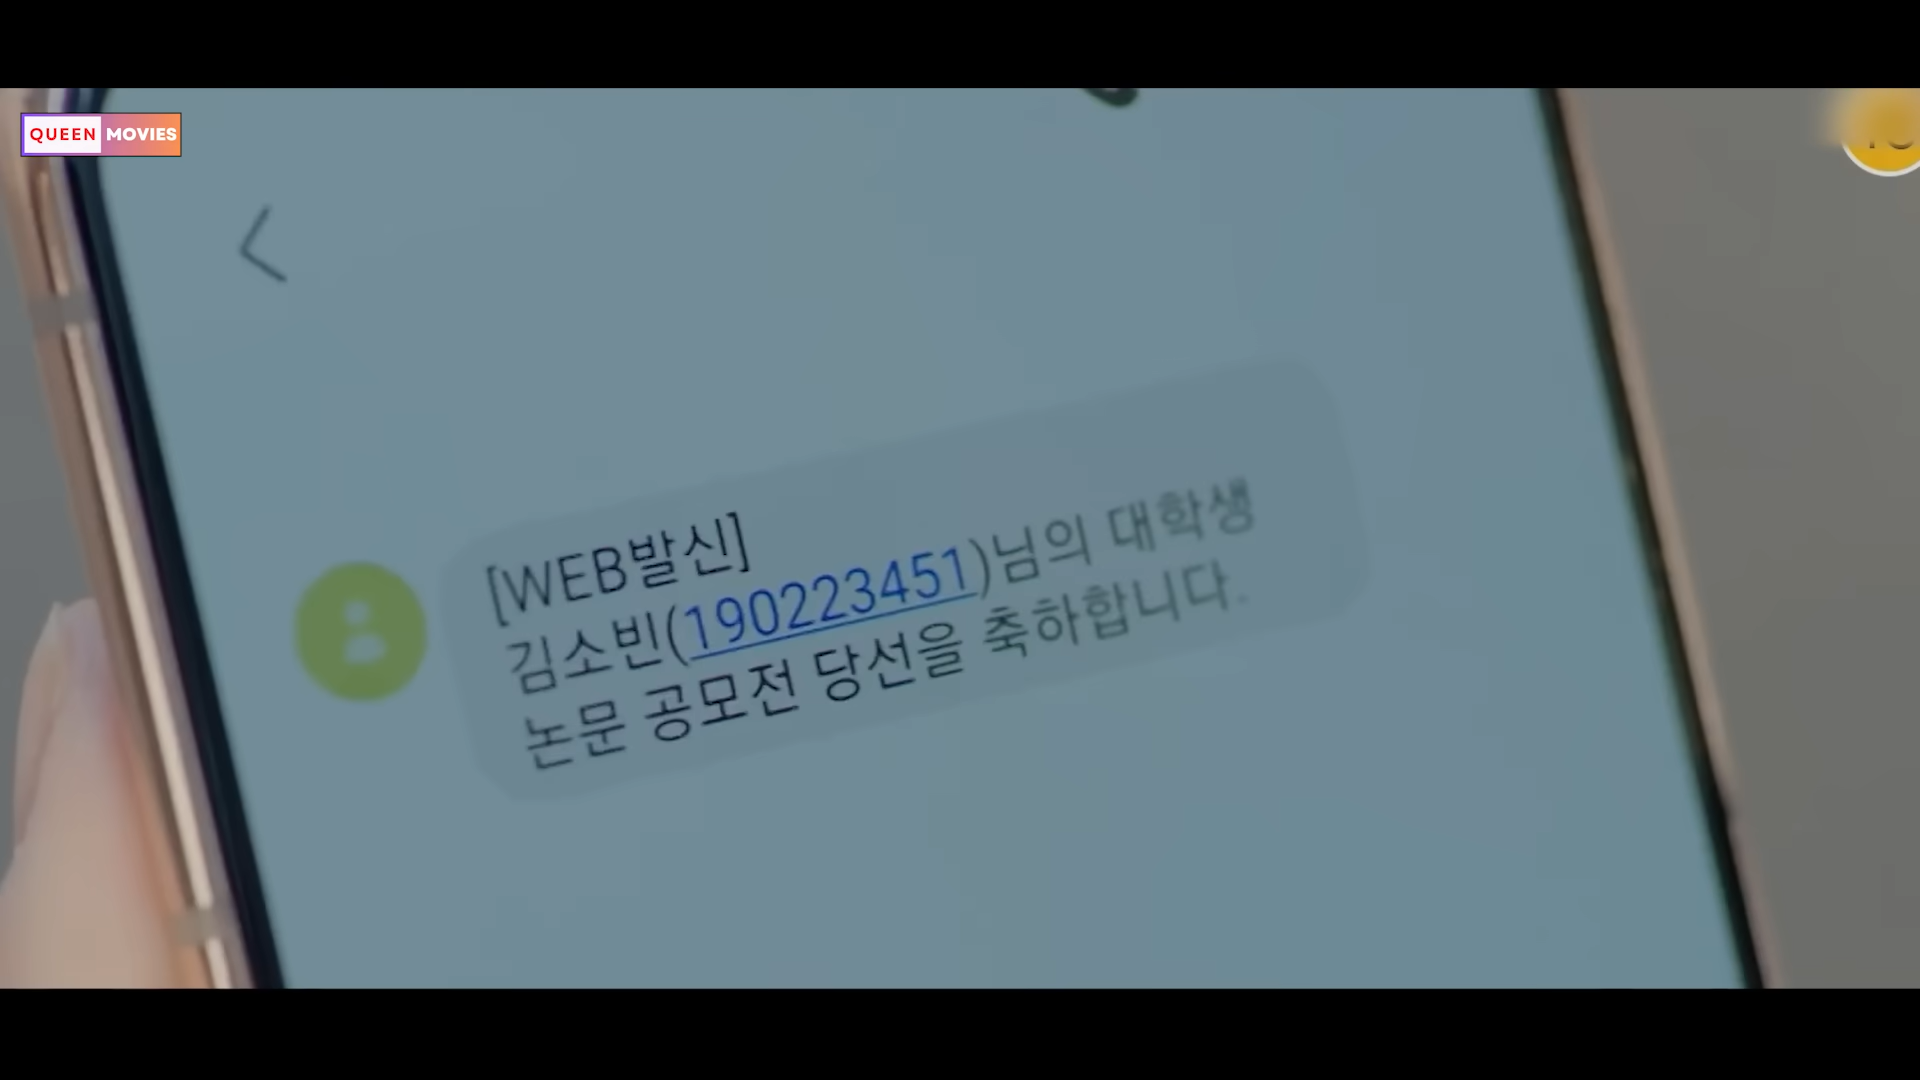 QUEEN MOVIES
[WEB발신]
김소빈(190223451)님의 대학생
논문 공모전 당선을 축하합니다.